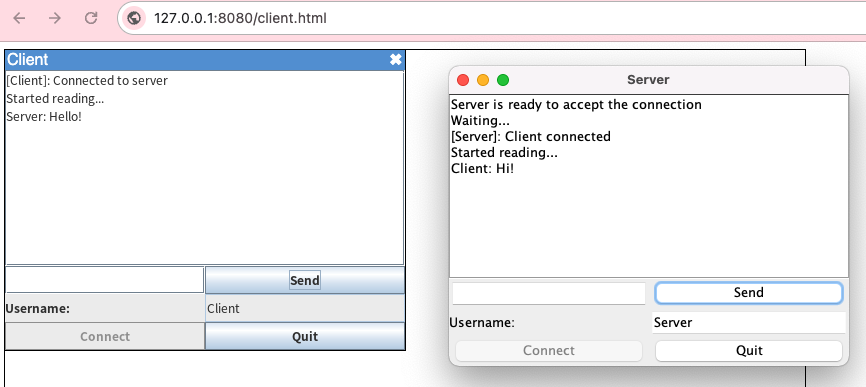 127.0.0.1:8080/client.html
Client
[Client]: Connected to server
Started reading...
Server: Hello!
Send
Username:
Client
Connect
Quit
Server
Server is ready to accept the connection
Waiting...
[Server]: Client connected
Started reading...
Client: Hi!
Send
Username:
Server
Connect
Quit